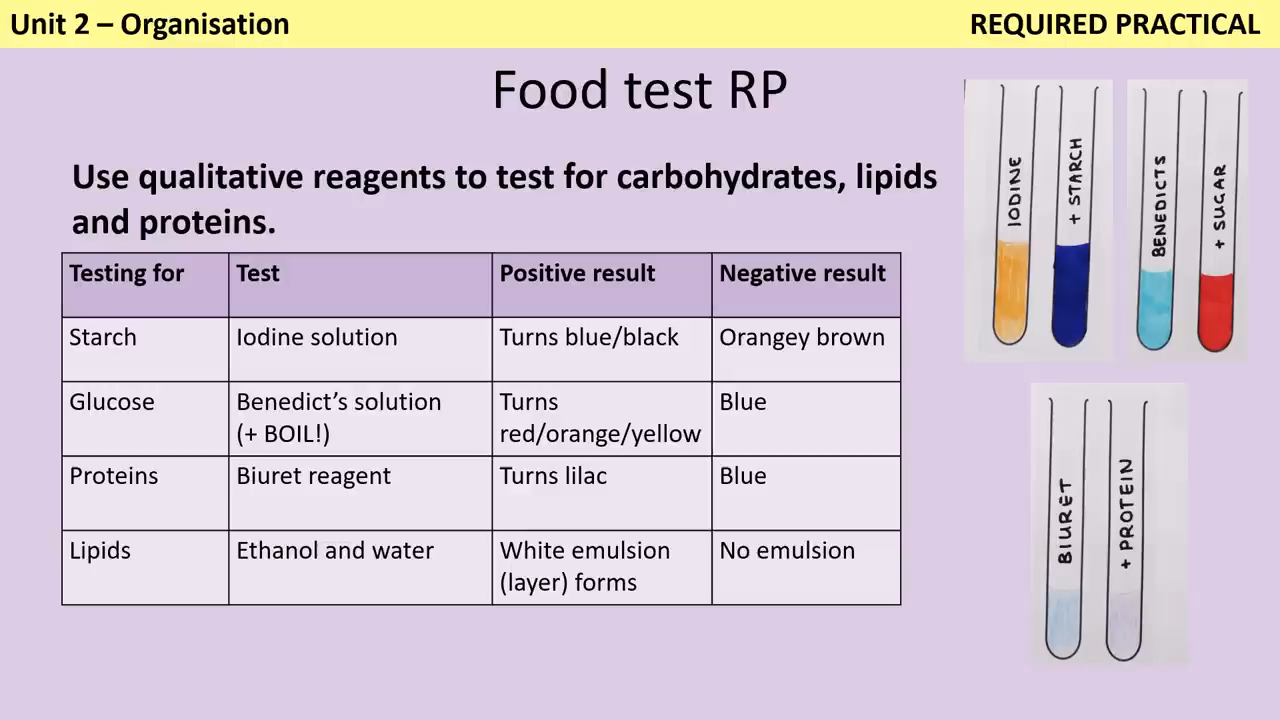 Unit 2 – Organisation
REQUIRED PRACTICAL
Food test RP
Use qualitative reagents to test for carbohydrates, lipids
and proteins.
Testing for Test Positive result Negative result
Starch Iodine solution Turns blue/black Orangey brown
Glucose Benedict’s solution Turns Blue
(+ BOIL!) red/orange/yellow
Proteins Biuret reagent Turns lilac Blue
Lipids Ethanol and water White emulsion No emulsion
(layer) forms
IODINE
+ STARCH
BENEDICTS
+ SUGAR
BIURET
+ PROTEIN